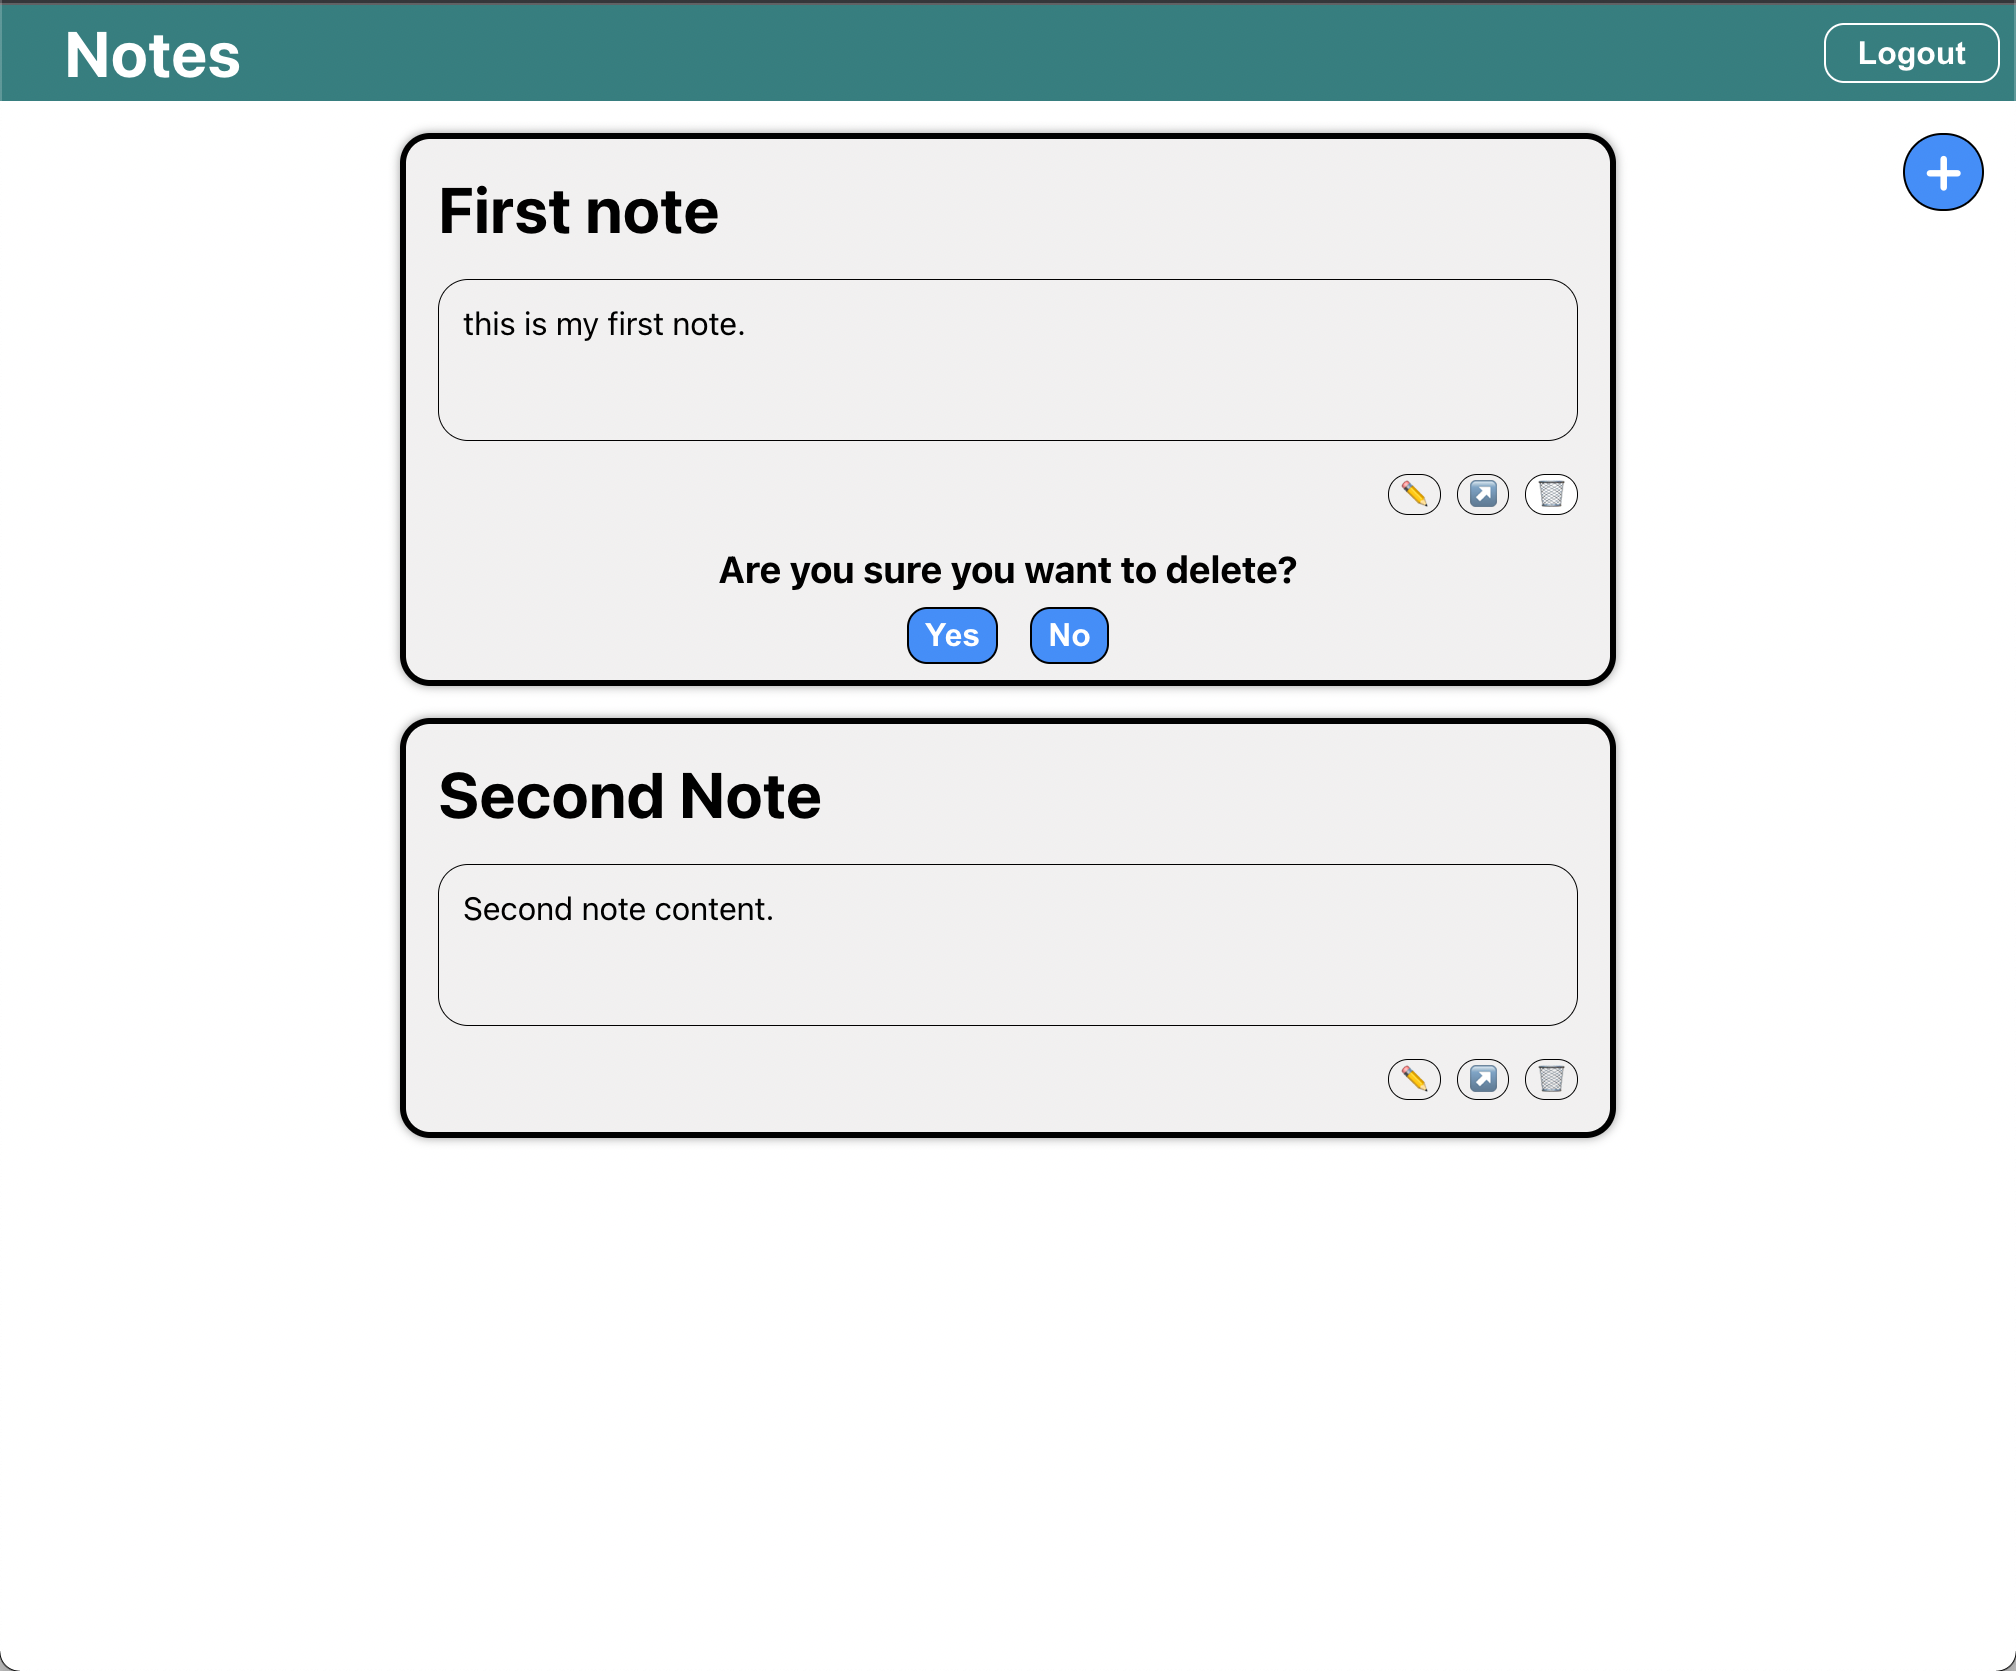 Notes
Logout
First note
this is my first note.
Are you sure you want to delete?
Yes
No
Second Note
Second note content.